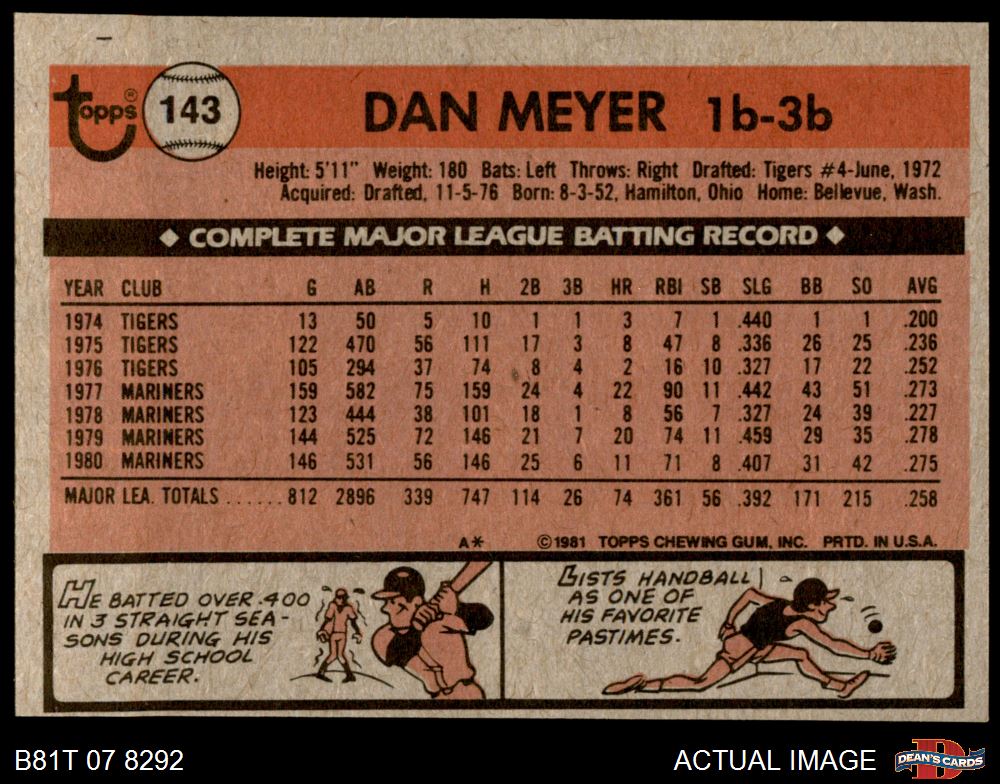 Topps® 143 DAN MEYER 1b-3b
Height: 5'11" Weight: 180 Bats: Left Throws: Right Drafted: Tigers #4-June, 1972
Acquired: Drafted, 11-5-76 Born: 8-3-52, Hamilton, Ohio Home: Bellevue, Wash.
◆ COMPLETE MAJOR LEAGUE BATTING RECORD ◆
YEAR CLUB G AB R H 2B 3B HR RBI SB SLG BB SO AVG
1974 TIGERS 13 50 5 10 1 1 3 7 1 .440 1 1 .200
1975 TIGERS 122 470 56 111 17 3 8 47 8 .336 26 25 .236
1976 TIGERS 105 294 37 74 8 4 2 16 10 .327 17 22 .252
1977 MARINERS 159 582 75 159 24 4 22 90 11 .442 43 51 .273
1978 MARINERS 123 444 38 101 18 1 8 56 7 .327 24 39 .227
1979 MARINERS 144 525 72 146 21 7 20 74 11 .459 29 35 .278
1980 MARINERS 146 531 56 146 25 6 11 71 8 .407 31 42 .275
MAJOR LEA. TOTALS ...... 812 2896 339 747 114 26 74 361 56 .392 171 215 .258
A* ©1981 TOPPS CHEWING GUM, INC. PRTD. IN U.S.A.
HE BATTED OVER .400
IN 3 STRAIGHT SEA-
SONS DURING HIS
HIGH SCHOOL
CAREER.
LISTS HANDBALL
AS ONE OF
HIS FAVORITE
PASTIMES.
B81T 07 8292 ACTUAL IMAGE DEAN'S CARDS